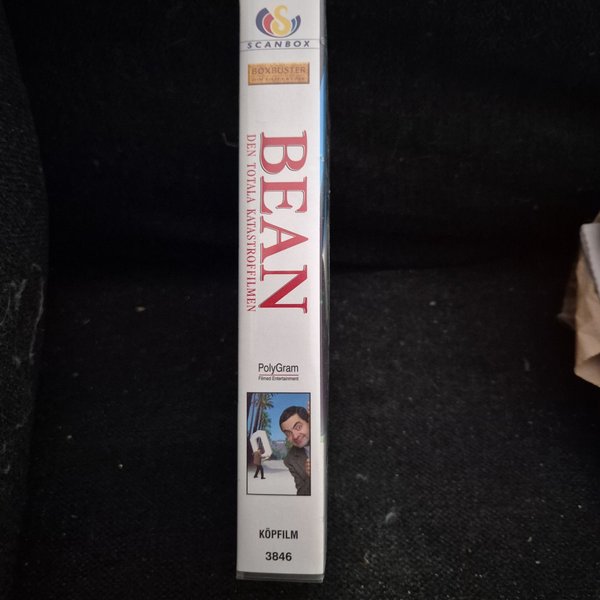 SCANBOX
BOXBUSTER
BEAN
DEN TOTALA KATASTROFFILMEN
PolyGram
Filmed Entertainment
KÖPFILM
3846